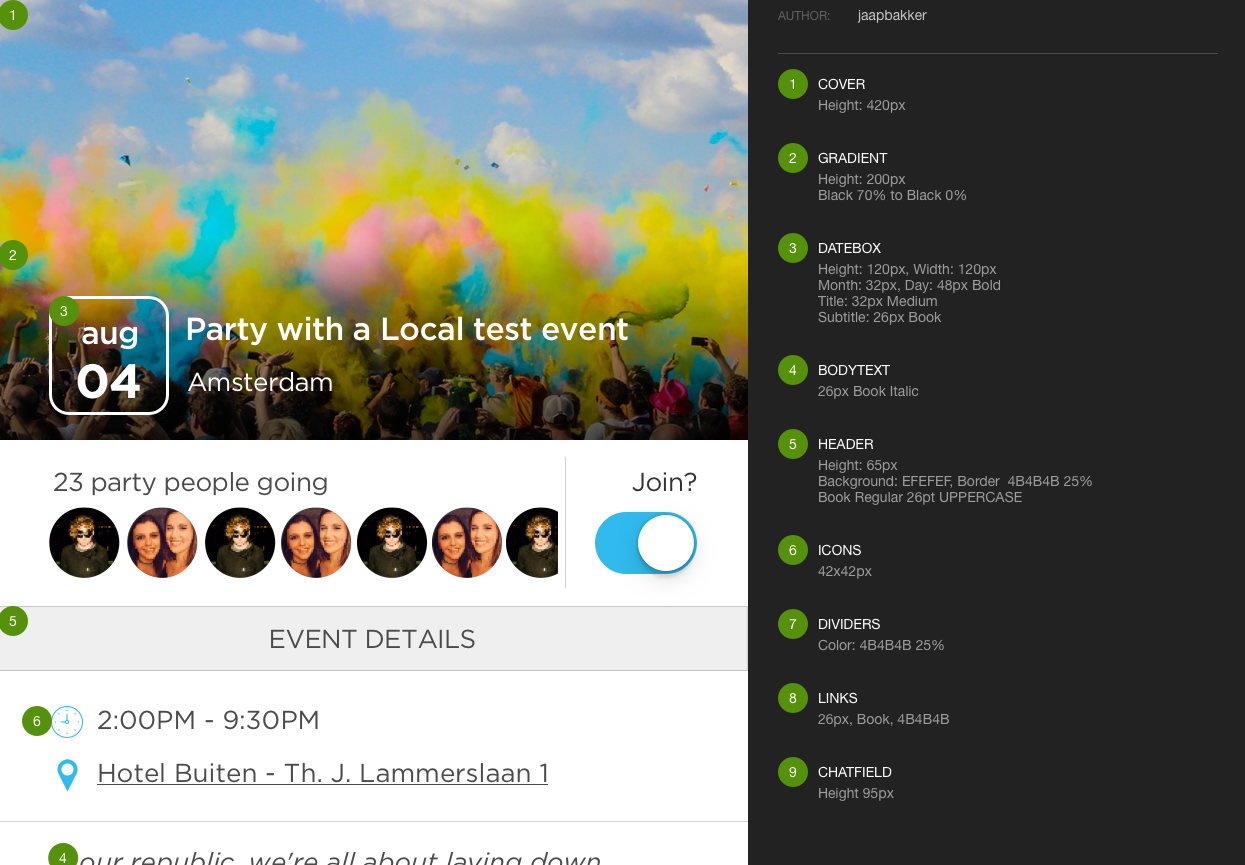 1
2
3
aug
04
Party with a Local test event
Amsterdam
23 party people going
Join?
5
EVENT DETAILS
6
2:00PM - 9:30PM
Hotel Buiten - Th. J. Lammerslaan 1
4
our republic, we're all about laying down
AUTHOR: jaapbakker
1 COVER
Height: 420px
2 GRADIENT
Height: 200px
Black 70% to Black 0%
3 DATEBOX
Height: 120px, Width: 120px
Month: 32px, Day: 48px Bold
Title: 32px Medium
Subtitle: 26px Book
4 BODYTEXT
26px Book Italic
5 HEADER
Height: 65px
Background: EFEFEF, Border 4B4B4B 25%
Book Regular 26pt UPPERCASE
6 ICONS
42x42px
7 DIVIDERS
Color: 4B4B4B 25%
8 LINKS
26px, Book, 4B4B4B
9 CHATFIELD
Height 95px